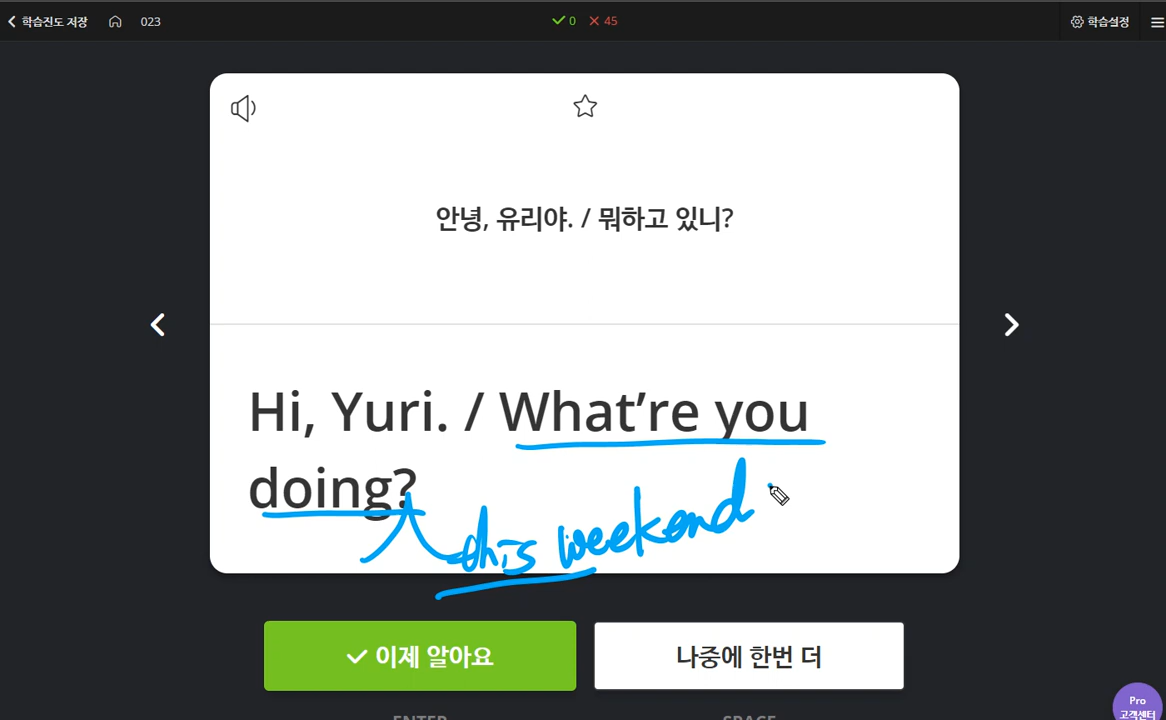 학습진도 저장 023 0 45 학습설정
안녕, 유리야. / 뭐하고 있니?
Hi, Yuri. / What’re you
doing?
this weekend
이제 알아요 나중에 한번 더
ENTER SPACE
Pro
고객센터